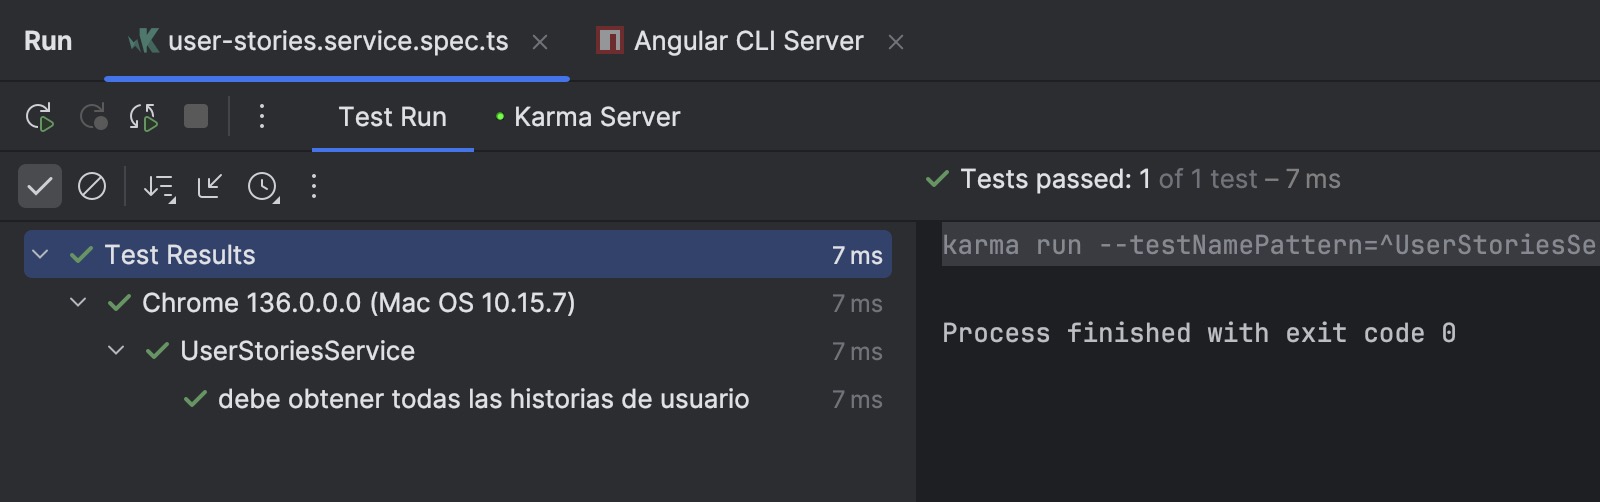 Run user-stories.service.spec.ts Angular CLI Server
Test Run Karma Server
Tests passed: 1 of 1 test – 7 ms
Test Results 7 ms
Chrome 136.0.0.0 (Mac OS 10.15.7) 7 ms
UserStoriesService 7 ms
debe obtener todas las historias de usuario 7 ms
karma run --testNamePattern=^UserStoriesSe
Process finished with exit code 0